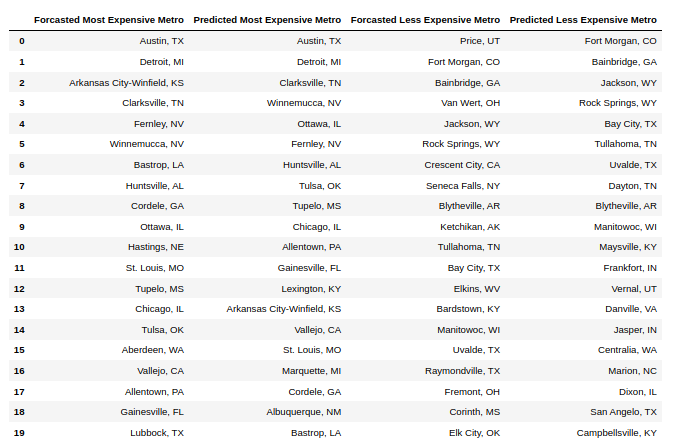 Forcasted Most Expensive Metro Predicted Most Expensive Metro Forcasted Less Expensive Metro Predicted Less Expensive Metro
0 Austin, TX Austin, TX Price, UT Fort Morgan, CO
1 Detroit, MI Detroit, MI Fort Morgan, CO Bainbridge, GA
2 Arkansas City-Winfield, KS Clarksville, TN Bainbridge, GA Jackson, WY
3 Clarksville, TN Winnemucca, NV Van Wert, OH Rock Springs, WY
4 Fernley, NV Ottawa, IL Jackson, WY Bay City, TX
5 Winnemucca, NV Fernley, NV Rock Springs, WY Tullahoma, TN
6 Bastrop, LA Huntsville, AL Crescent City, CA Uvalde, TX
7 Huntsville, AL Tulsa, OK Seneca Falls, NY Dayton, TN
8 Cordele, GA Tupelo, MS Blytheville, AR Blytheville, AR
9 Ottawa, IL Chicago, IL Ketchikan, AK Manitowoc, WI
10 Hastings, NE Allentown, PA Tullahoma, TN Maysville, KY
11 St. Louis, MO Gainesville, FL Bay City, TX Frankfort, IN
12 Tupelo, MS Lexington, KY Elkins, WV Vernal, UT
13 Chicago, IL Arkansas City-Winfield, KS Bardstown, KY Danville, VA
14 Tulsa, OK Vallejo, CA Manitowoc, WI Jasper, IN
15 Aberdeen, WA St. Louis, MO Uvalde, TX Centralia, WA
16 Vallejo, CA Marquette, MI Raymondville, TX Marion, NC
17 Allentown, PA Cordele, GA Fremont, OH Dixon, IL
18 Gainesville, FL Albuquerque, NM Corinth, MS San Angelo, TX
19 Lubbock, TX Bastrop, LA Elk City, OK Campbellsville, KY